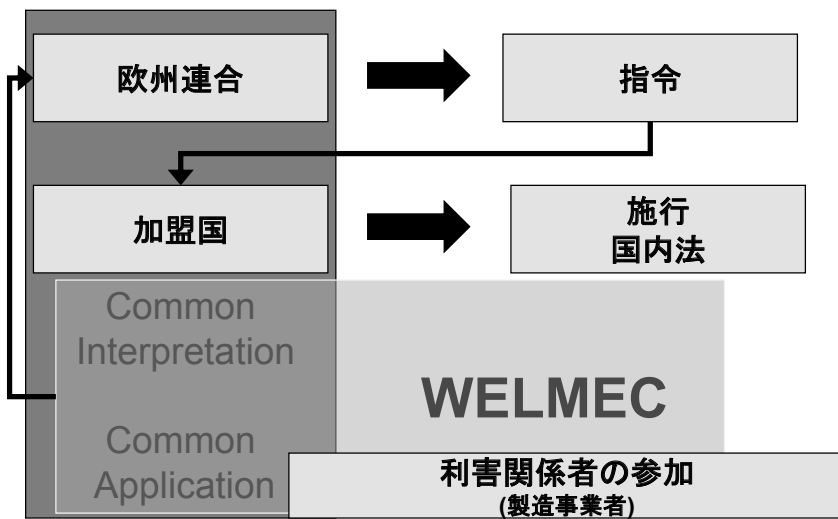 欧州連合
指令
加盟国
施行
国内法
Common
Interpretation
WELMEC
Common
Application
利害関係者の参加
(製造事業者)